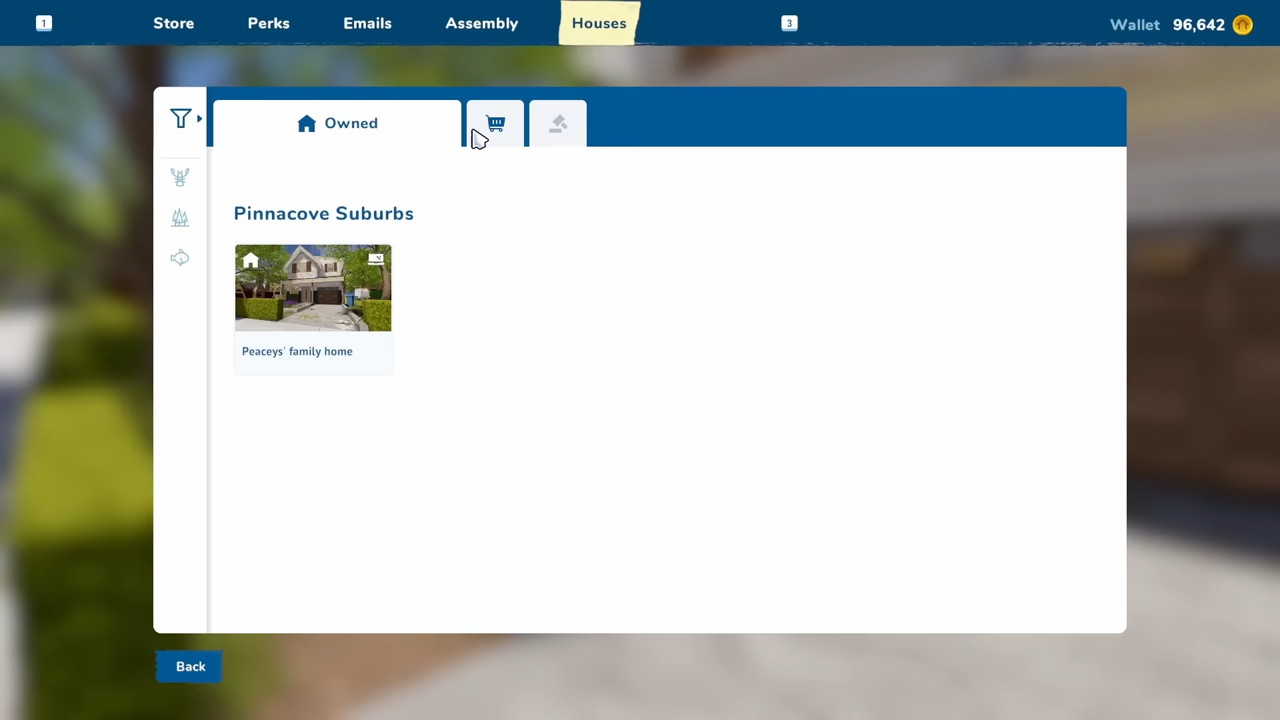 1 Store Perks Emails Assembly Houses 3 Wallet 96,642
Owned
Pinnacove Suburbs
Peaceys' family home
Back